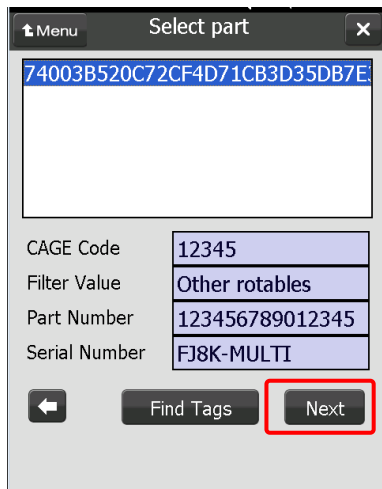 Menu
Select part
74003B520C72CF4D71CB3D35DB7E
CAGE Code
12345
Filter Value
Other rotables
Part Number
123456789012345
Serial Number
FJ8K-MULTI
Find Tags
Next